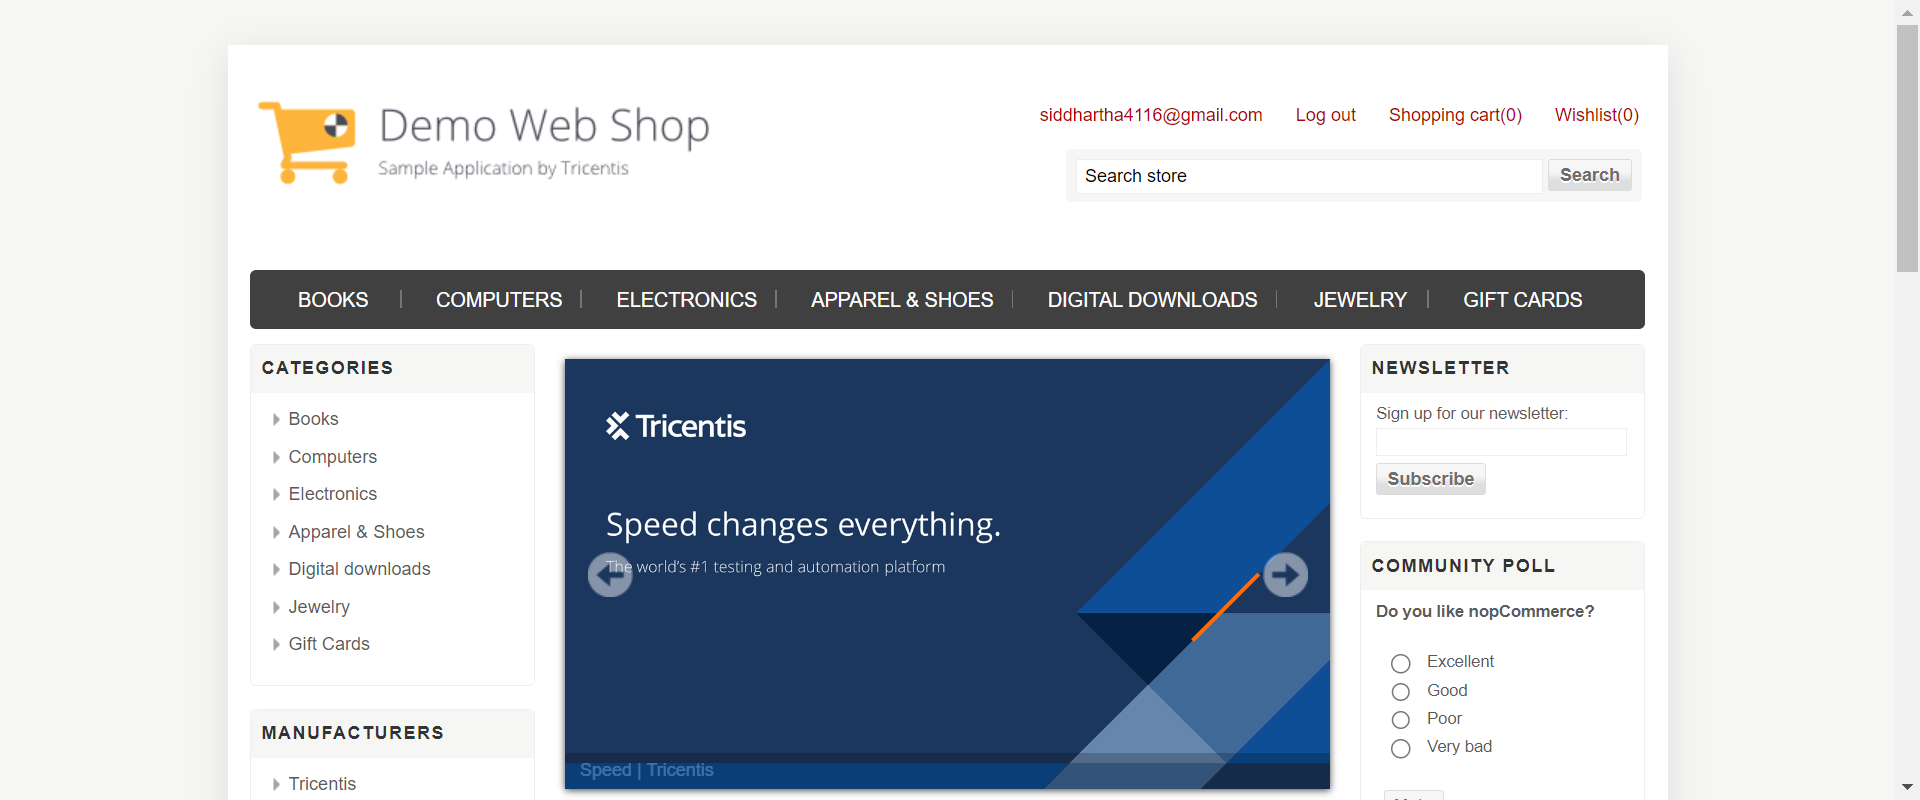 Demo Web Shop
Sample Application by Tricentis
siddhartha4116@gmail.com Log out Shopping cart(0) Wishlist(0)
Search store Search
BOOKS COMPUTERS ELECTRONICS APPAREL & SHOES DIGITAL DOWNLOADS JEWELRY GIFT CARDS
CATEGORIES
Books
Computers
Electronics
Apparel & Shoes
Digital downloads
Jewelry
Gift Cards
MANUFACTURERS
Tricentis
Tricentis
Speed changes everything.
The world's #1 testing and automation platform
Speed | Tricentis
NEWSLETTER
Sign up for our newsletter:
Subscribe
COMMUNITY POLL
Do you like nopCommerce?
Excellent
Good
Poor
Very bad